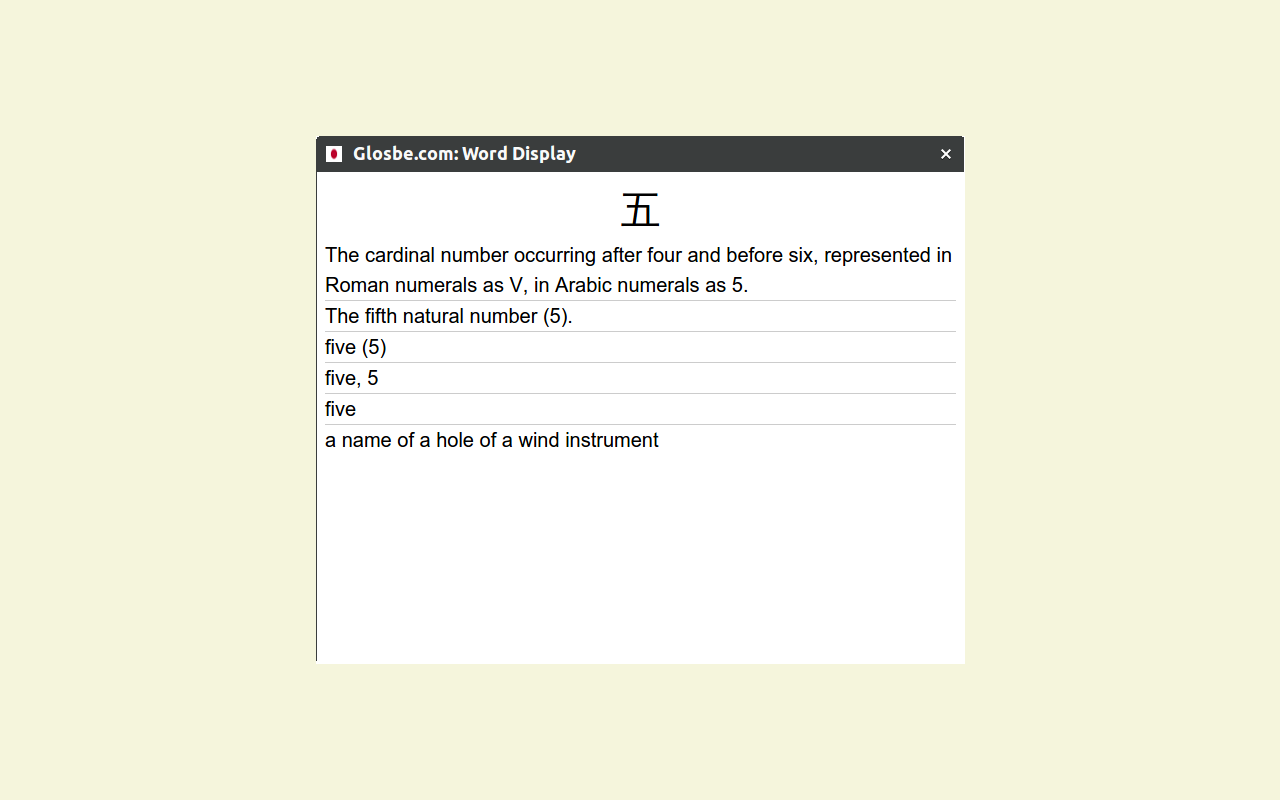 Glosbe.com: Word Display
五
The cardinal number occurring after four and before six, represented in
Roman numerals as V, in Arabic numerals as 5.
The fifth natural number (5).
five (5)
five, 5
five
a name of a hole of a wind instrument